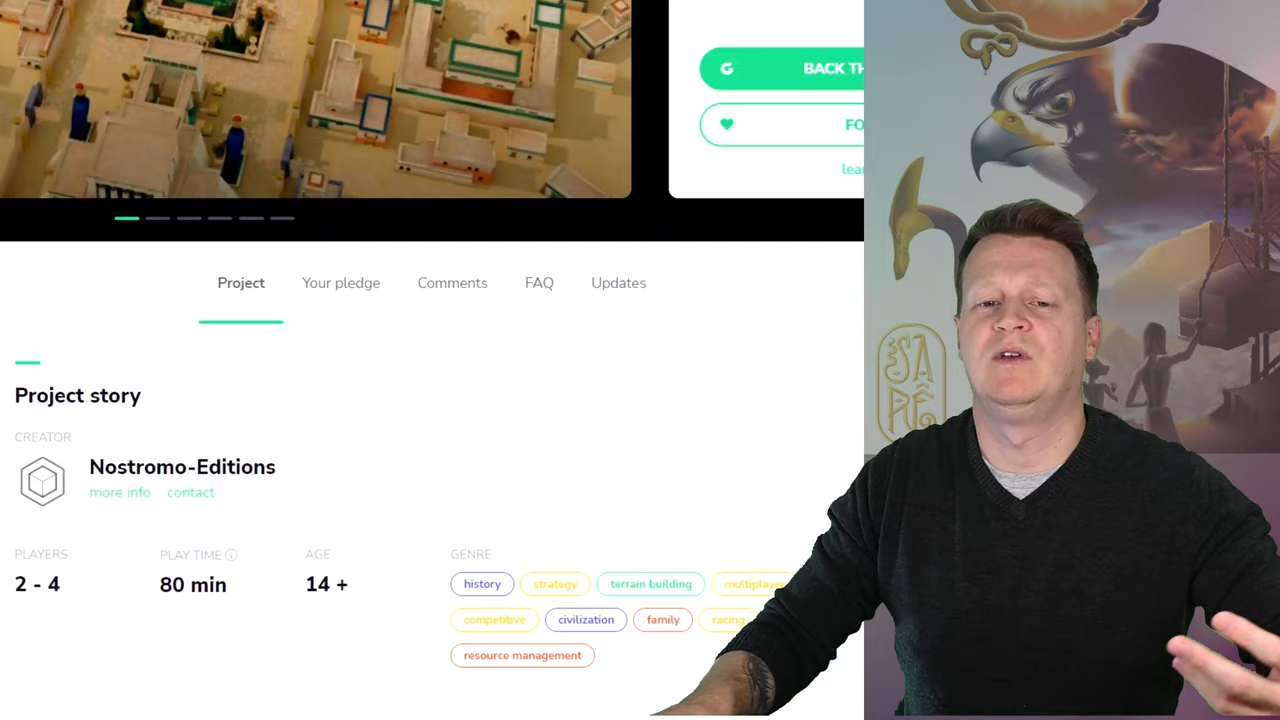 BACK TH
FO
lear
Project Your pledge Comments FAQ Updates
Project story
CREATOR
Nostromo-Editions
more info contact
PLAYERS PLAY TIME AGE GENRE
2 - 4 80 min 14 +
history strategy terrain building multiplayer
competitive civilization family racing
resource management
SA
PÊ